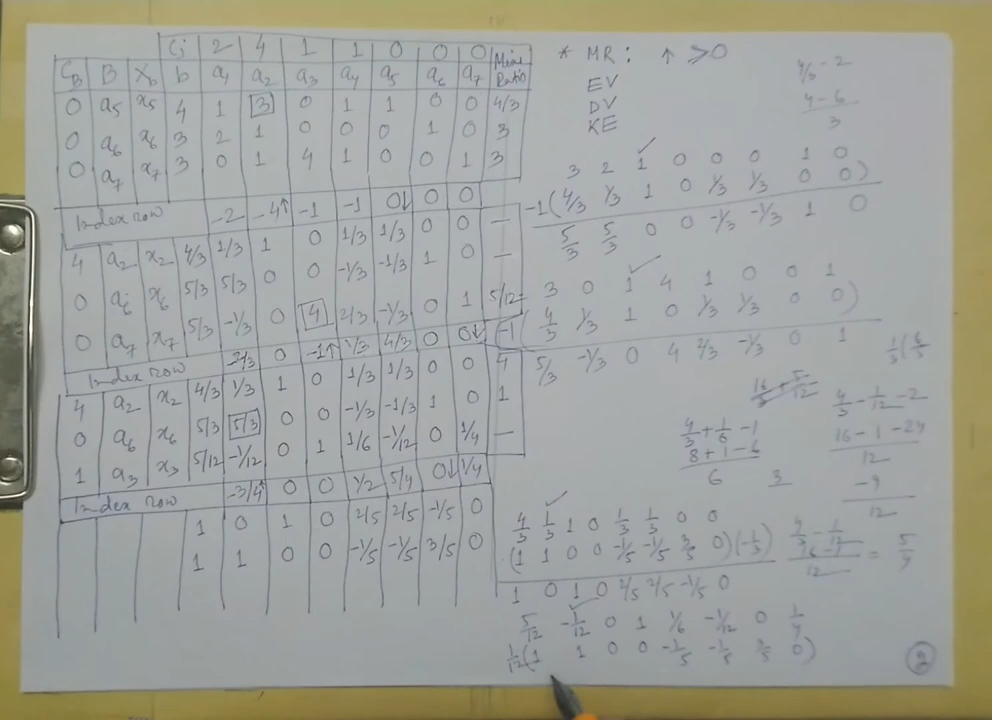 Cj 2 4 1 1 0 0 0 Mini Ratio
CB B Xb b a1 a2 a3 a4 a5 a6 a7
0 a5 x5 4 1 3 0 1 1 0 0 4/3
0 a6 x6 3 2 1 0 0 0 1 0 3
0 a7 x7 3 0 1 4 1 0 0 1 3
Index row -2 -4↑ -1 -1 0↓ 0 0 —
4 a2 x2 4/3 1/3 1 0 1/3 1/3 0 0 —
0 a6 x6 5/3 5/3 0 0 -1/3 -1/3 1 0 —
0 a7 x7 5/3 -1/3 0 4 2/3 -1/3 0 1 5/12
Index row -2/3 0 -1↑ 1/3 4/3 0 0↓
4 a2 x2 4/3 1/3 1 0 1/3 1/3 0 0 4
0 a6 x6 5/3 5/3 0 0 -1/3 -1/3 1 0 1
1 a3 x3 5/12 -1/12 0 1 1/6 -1/12 0 1/4 —
Index row -3/4↑ 0 0 1/2 5/4 0↓ 1/4
1 0 1 0 2/5 2/5 -1/5 0
1 1 0 0 -1/5 -1/5 3/5 0
* MR: ↑ ≥0
EV
DV
KE
4/3 - 2
4 - 6
3
3 2 1 0 0 0 1 0
-1(4/3 1/3 1 0 1/3 1/3 0 0)
5/3 5/3 0 0 -1/3 -1/3 1 0
3 0 1 4 1 0 0 1
(-1)(4/3 1/3 1 0 1/3 1/3 0 0)
5/3 -1/3 0 4 2/3 -1/3 0 1
4/3 + 1/6 - 1
8 + 1 - 6
6 3
4/3 - 1/12 - 2
16 - 1 - 24
12
-9
12
4/3 1/3 1 0 1/3 1/3 0 0
(1 1 0 0 -1/5 -1/5 3/5 0)(-1/3)
1 0 1 0 2/5 2/5 -1/5 0
4/3 - 1/12
12
= 5/4
5/12 -1/12 0 1 1/6 -1/12 0 1/4
1/12(1 1 0 0 -1/5 -1/5 3/5 0)
2